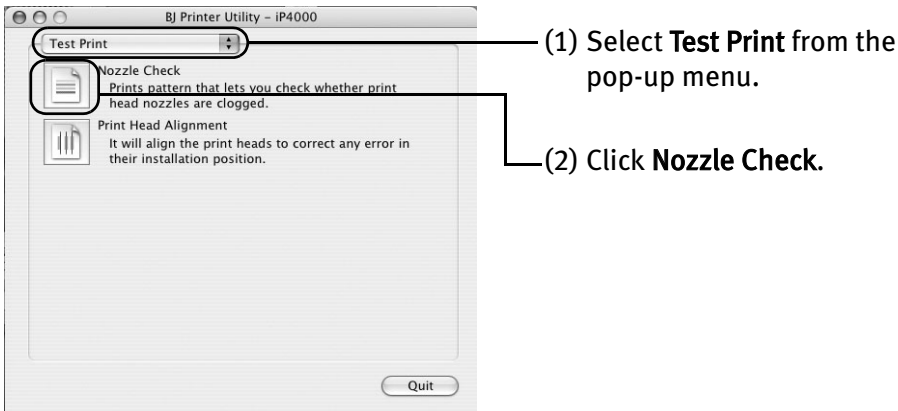 BJ Printer Utility – iP4000
Test Print
Nozzle Check
Prints pattern that lets you check whether print
head nozzles are clogged.
Print Head Alignment
It will align the print heads to correct any error in
their installation position.
Quit
(1) Select Test Print from the
pop-up menu.
(2) Click Nozzle Check.